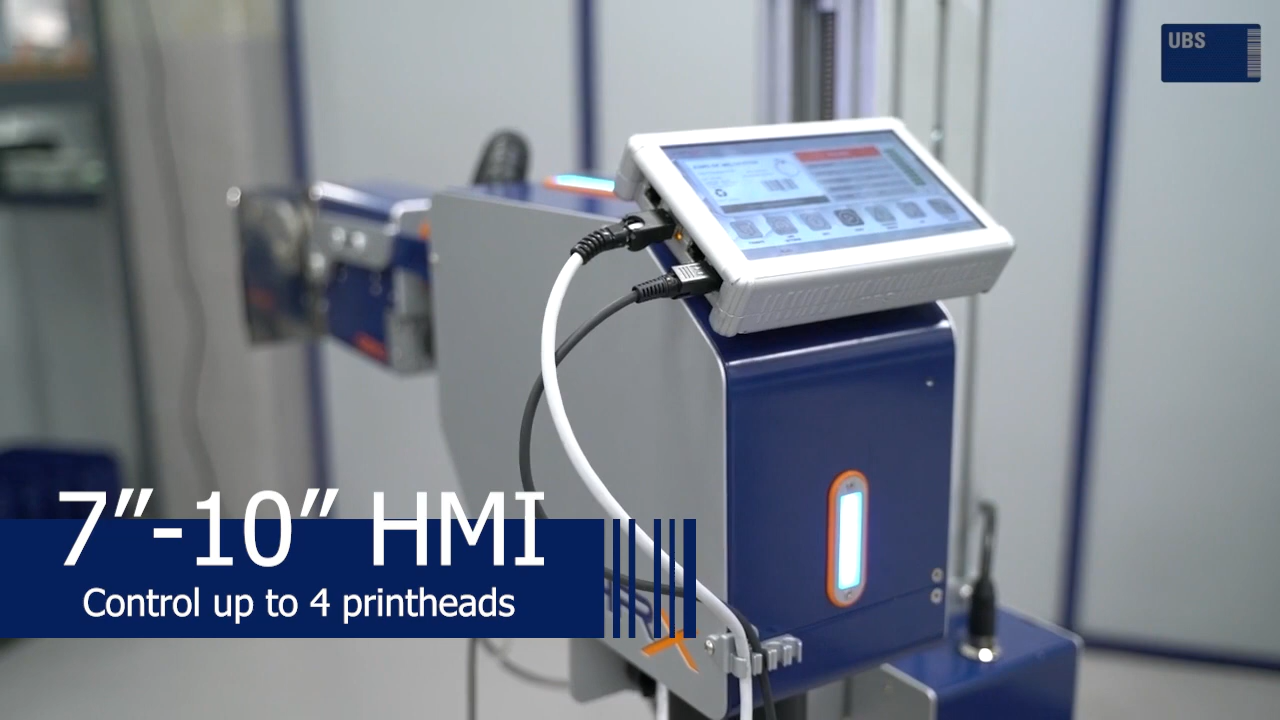 UBS
7”-10” HMI
Control up to 4 printheads